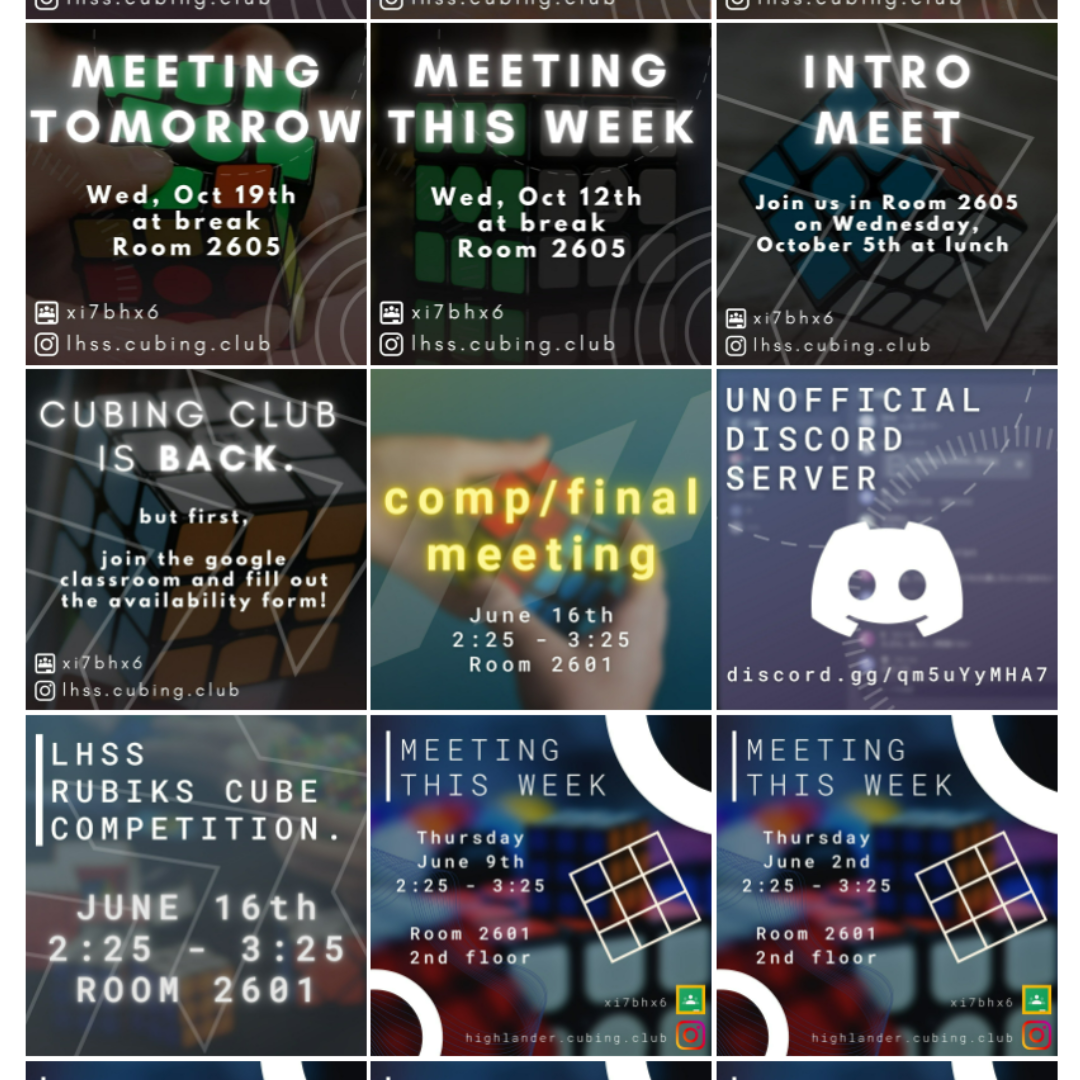 lhss.cubing.club
lhss.cubing.club
lhss.cubing.club
MEETING
TOMORROW
Wed, Oct 19th
at break
Room 2605
xi7bhx6
lhss.cubing.club
MEETING
THIS WEEK
Wed, Oct 12th
at break
Room 2605
xi7bhx6
lhss.cubing.club
INTRO
MEET
Join us in Room 2605
on Wednesday,
October 5th at lunch
xi7bhx6
lhss.cubing.club
CUBING CLUB
IS BACK.
but first,
join the google
classroom and fill out
the availability form!
xi7bhx6
lhss.cubing.club
comp/final
meeting
June 16th
2:25 - 3:25
Room 2601
UNOFFICIAL
DISCORD
SERVER
discord.gg/qm5uYyMHA7
LHSS
RUBIKS CUBE
COMPETITION.
JUNE 16th
2:25 - 3:25
ROOM 2601
MEETING
THIS WEEK
Thursday
June 9th
2:25 - 3:25
Room 2601
2nd floor
xi7bhx6
highlander.cubing.club
MEETING
THIS WEEK
Thursday
June 2nd
2:25 - 3:25
Room 2601
2nd floor
xi7bhx6
highlander.cubing.club